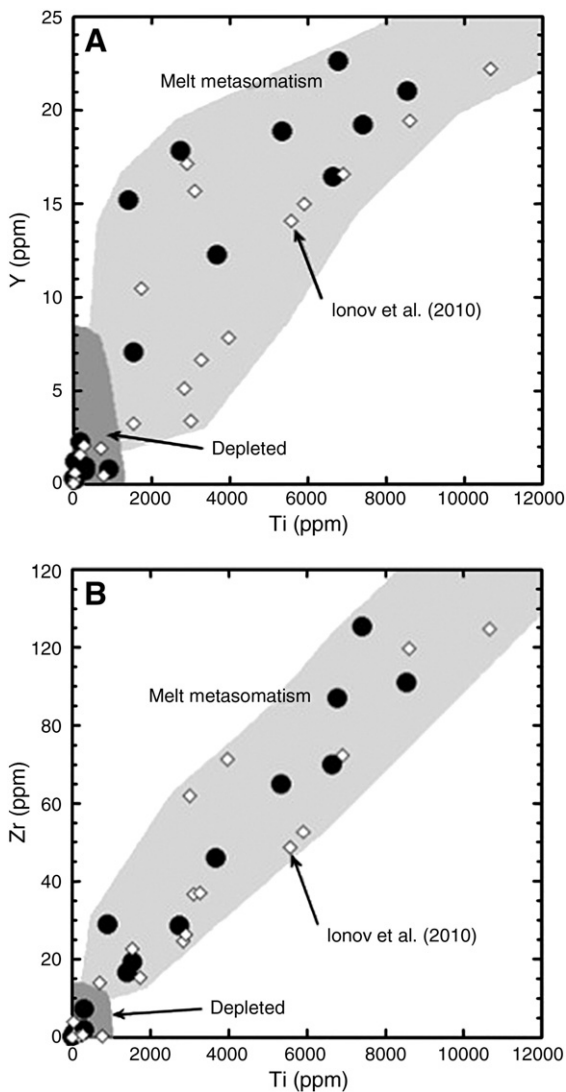 A
25
Melt metasomatism
20
15
Y (ppm)
10
Ionov et al. (2010)
5
Depleted
0
0 2000 4000 6000 8000 10000 12000
Ti (ppm)
B
120
120
Melt metasomatism
80
Zr (ppm)
60
40
Ionov et al. (2010)
20
Depleted
0
0 2000 4000 6000 8000 10000 12000
Ti (ppm)